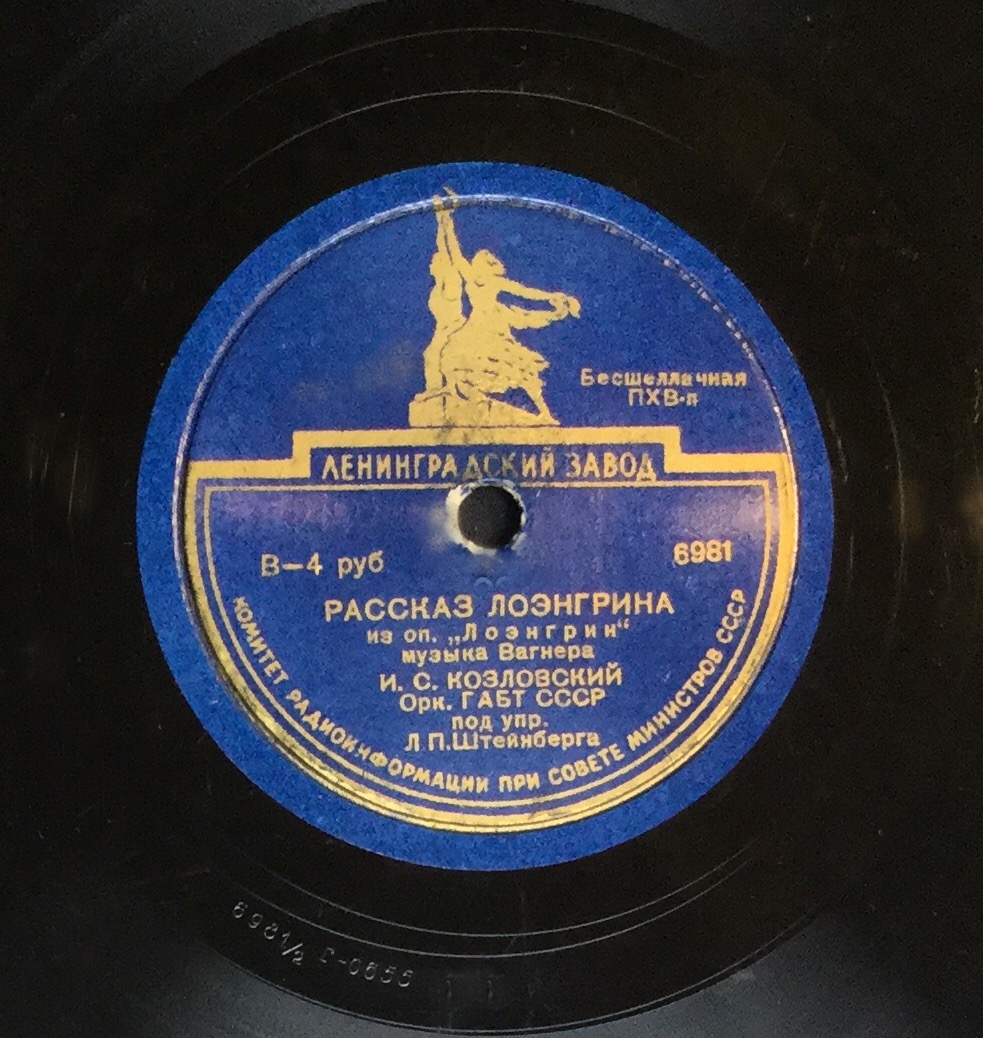 Бесшеллачная
ПХВ-п
ЛЕНИНГРАДСКИЙ ЗАВОД
В–4 руб
6981
РАССКАЗ ЛОЭНГРИНА
из оп. „Лоэнгрин“
музыка Вагнера
И. С. КОЗЛОВСКИЙ
Орк. ГАБТ СССР
под упр.
Л.П.Штейнберга
КОМИТЕТ РАДИОИНФОРМАЦИИ ПРИ СОВЕТЕ МИНИСТРОВ СССР
6981/2 Г-0655